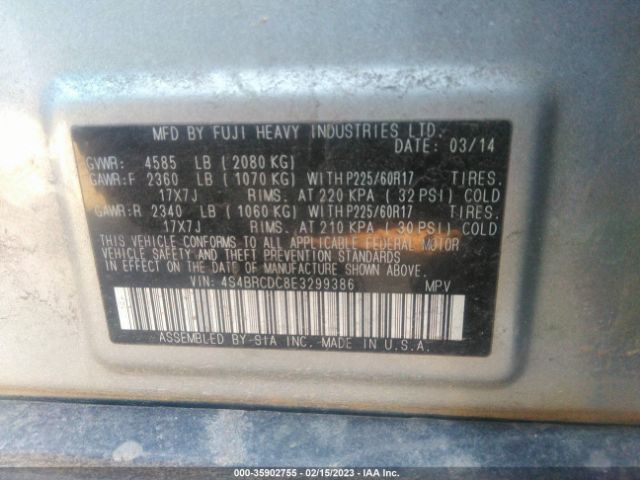 MFD BY FUJI HEAVY INDUSTRIES LTD.
DATE: 03/14
GVWR: 4585 LB (2080 KG)
GAWR:F 2360 LB (1070 KG) WITH P225/60R17 TIRES,
17X7J RIMS, AT 220 KPA (32 PSI) COLD
GAWR:R 2340 LB (1060 KG) WITH P225/60R17 TIRES,
17X7J RIMS, AT 210 KPA (30 PSI) COLD
THIS VEHICLE CONFORMS TO ALL APPLICABLE FEDERAL MOTOR
VEHICLE SAFETY AND THEFT PREVENTION STANDARDS
IN EFFECT ON THE DATE OF MANUFACTURE SHOWN ABOVE.
VIN: 4S4BRCDC8E3299386 MPV
ASSEMBLED BY-SIA INC.-MADE IN U.S.A.
000-35902755 - 02/15/2023 - IAA Inc.